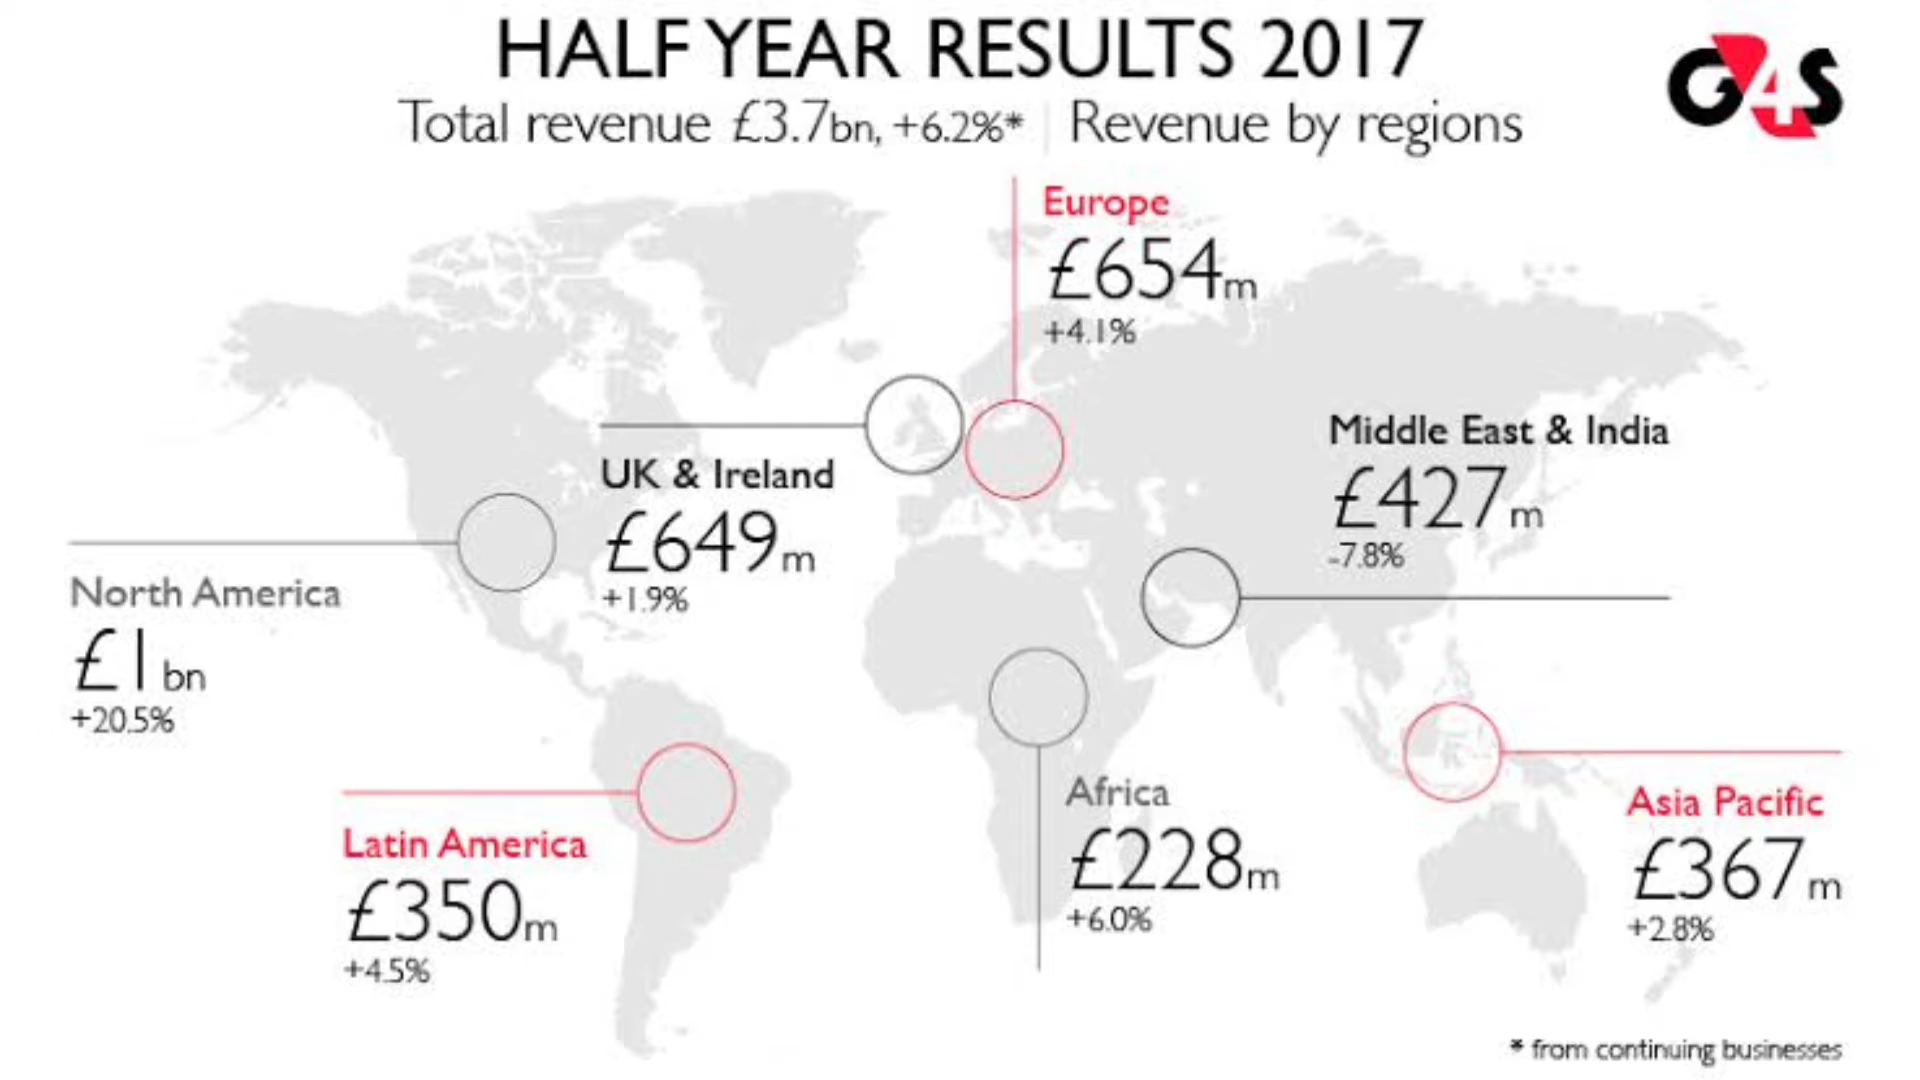 HALF YEAR RESULTS 2017
G4S
Total revenue £3.7bn, +6.2%* | Revenue by regions
Europe
£654m
+4.1%
UK & Ireland
£649m
+1.9%
Middle East & India
£427m
-7.8%
North America
£1bn
+20.5%
Latin America
£350m
+4.5%
Africa
£228m
+6.0%
Asia Pacific
£367m
+2.8%
* from continuing businesses